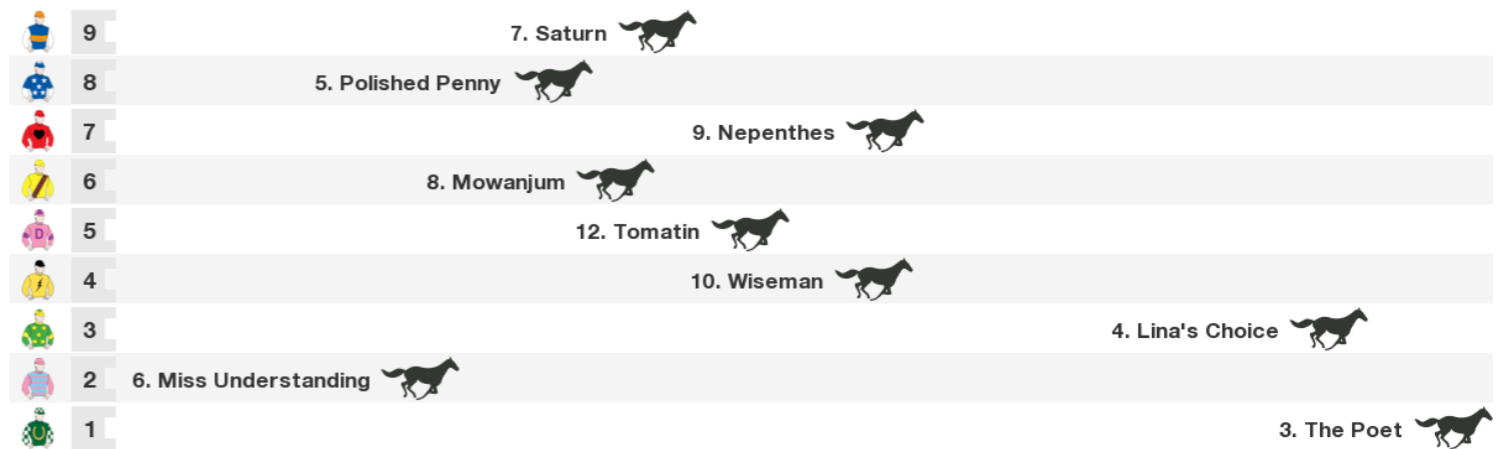 9 7. Saturn
8 5. Polished Penny
7 9. Nepenthes
6 8. Mowanjum
D 5 12. Tomatin
4 10. Wiseman
3 4. Lina's Choice
2 6. Miss Understanding
1 3. The Poet